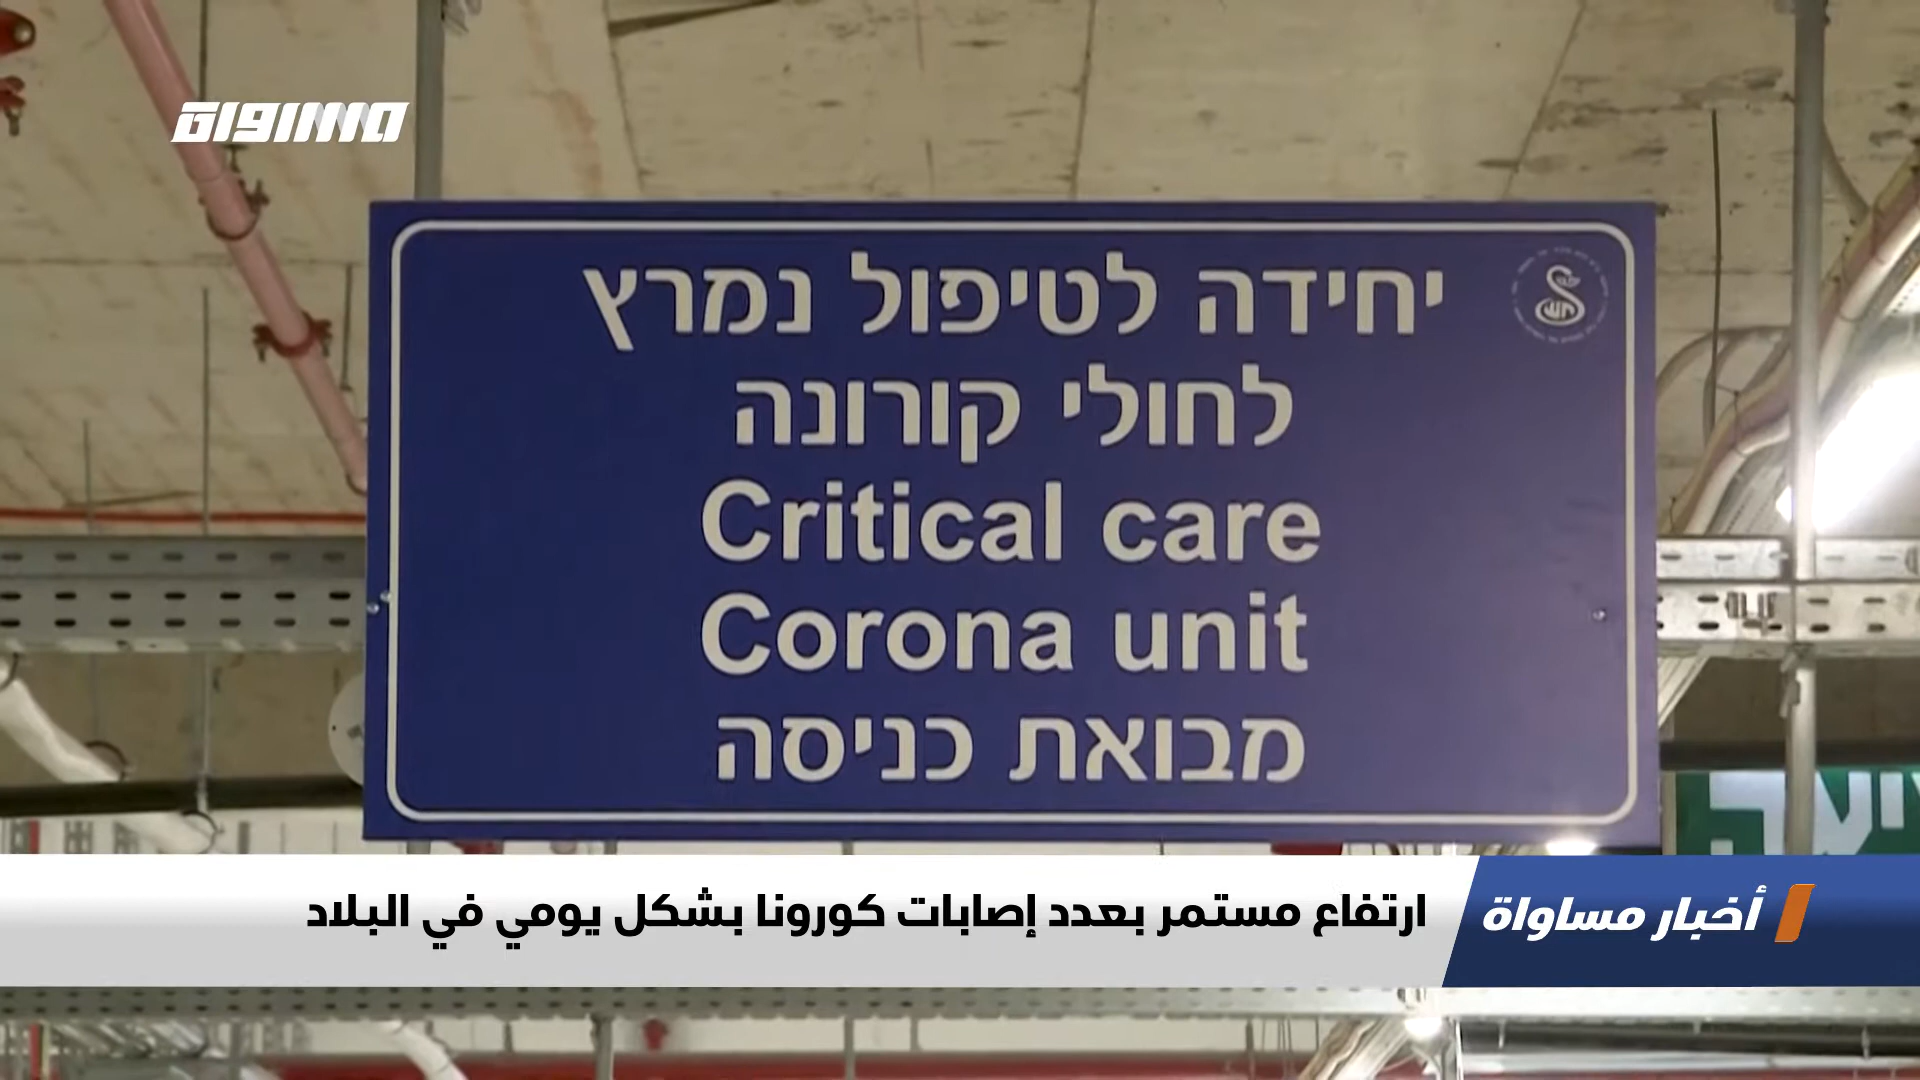 مساواة
יחידה לטיפול נמרץ
לחולי קורונה
Critical care
Corona unit
מבואת כניסה
أخبار مساواة
ارتفاع مستمر بعدد إصابات كورونا بشكل يومي في البلاد